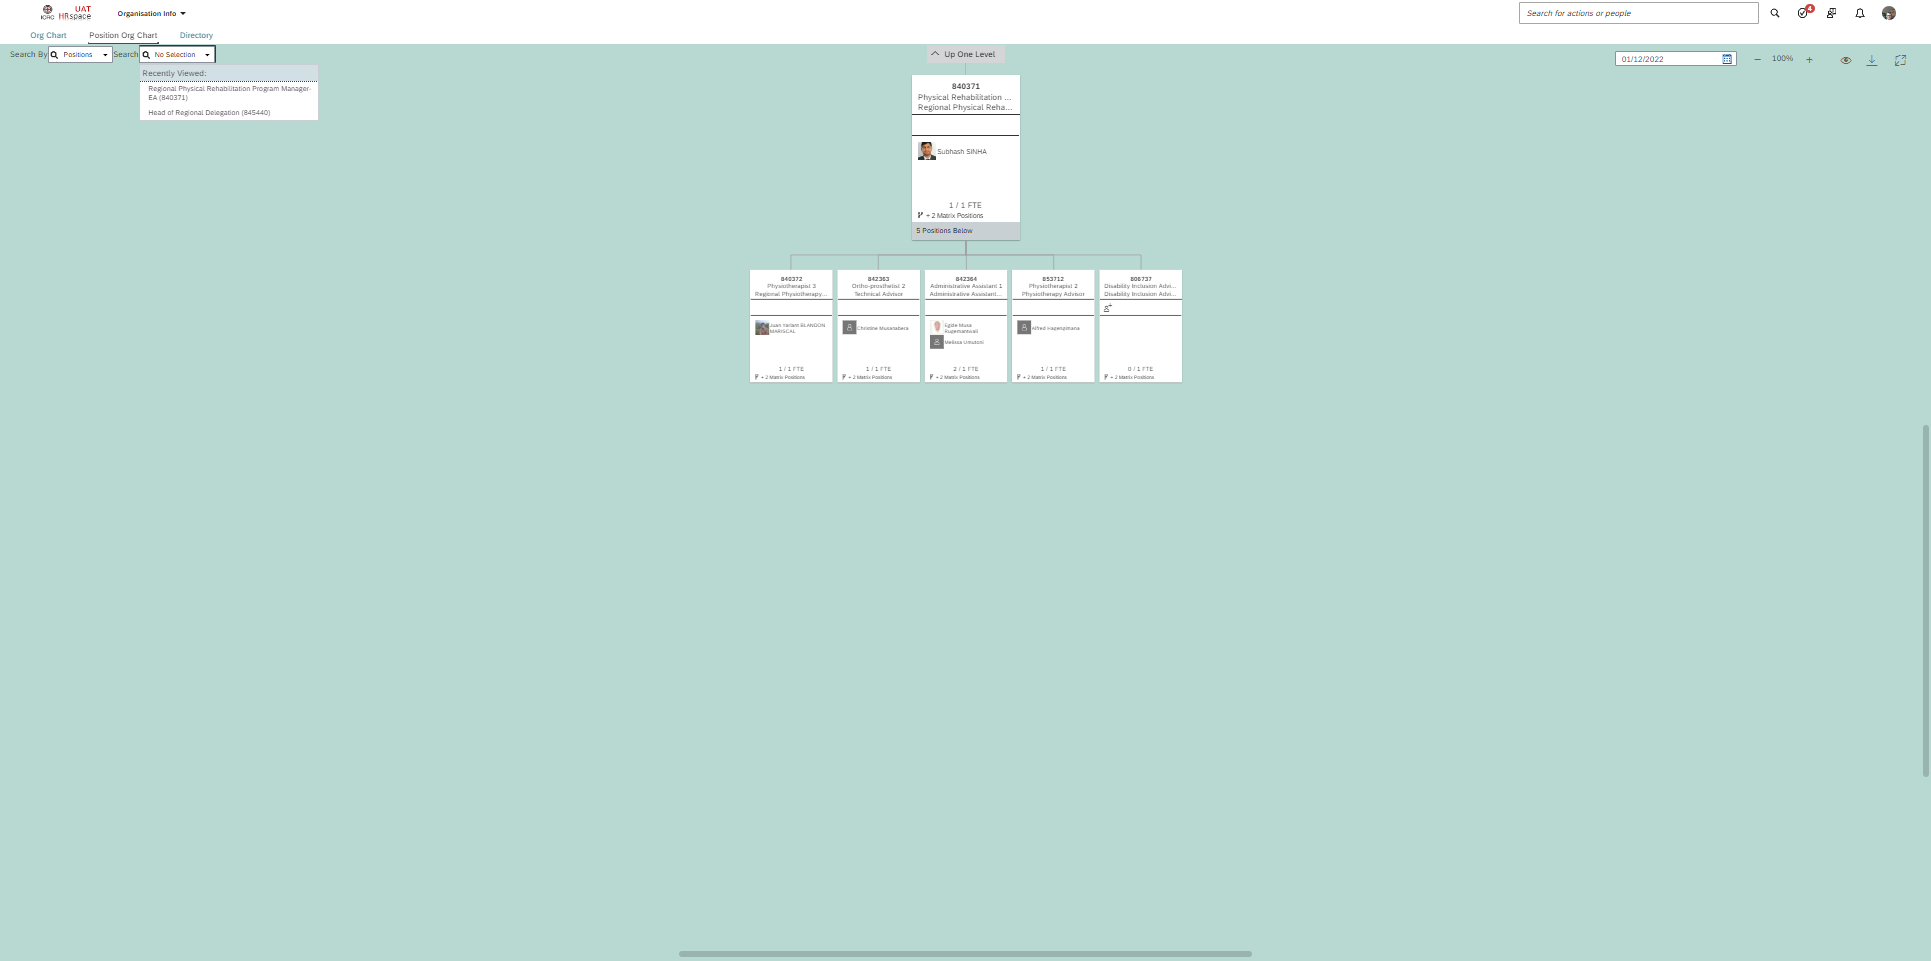 ICRC
UAT
HRspace
Organisation Info
Search for actions or people
4
Org Chart
Position Org Chart
Directory
Search By
Positions
Search
No Selection
Recently Viewed:
Regional Physical Rehabilitation Program Manager-
EA (840371)
Head of Regional Delegation (845440)
Up One Level
01/12/2022
100%
840371
Physical Rehabilitation ...
Regional Physical Reha...
Subhash SINHA
1 / 1 FTE
+ 2 Matrix Positions
5 Positions Below
840372
Physiotherapist 3
Regional Physiotherapy...
Juan Variant BLANDON
MARISCAL
1 / 1 FTE
+ 2 Matrix Positions
842363
Ortho-prosthetist 2
Technical Advisor
Christine Musanabera
1 / 1 FTE
+ 2 Matrix Positions
842364
Administrative Assistant 1
Administrative Assistant...
Egide Musa
Rugemantwali
Melissa Umutoni
2 / 1 FTE
+ 2 Matrix Positions
853712
Physiotherapist 2
Physiotherapy Advisor
Alfred Hagengimana
1 / 1 FTE
+ 2 Matrix Positions
806737
Disability Inclusion Advi...
Disability Inclusion Advi...
0 / 1 FTE
+ 2 Matrix Positions